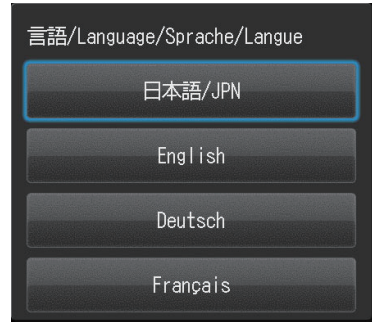 言語/Language/Sprache/Langue
日本語/JPN
English
Deutsch
Français